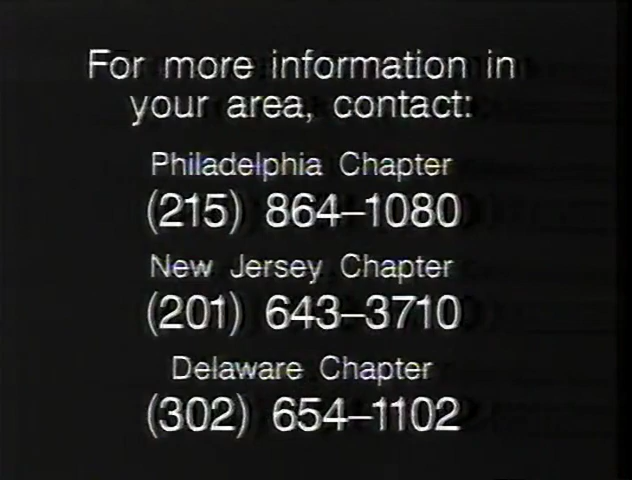 For more information in
your area, contact:
Philadelphia Chapter
(215) 864–1080
New Jersey Chapter
(201) 643–3710
Delaware Chapter
(302) 654–1102